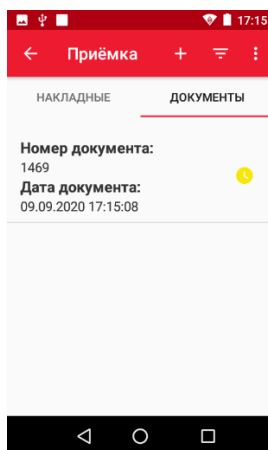 17:15
Приёмка
НАКЛАДНЫЕ
ДОКУМЕНТЫ
Номер документа:
1469
Дата документа:
09.09.2020 17:15:08